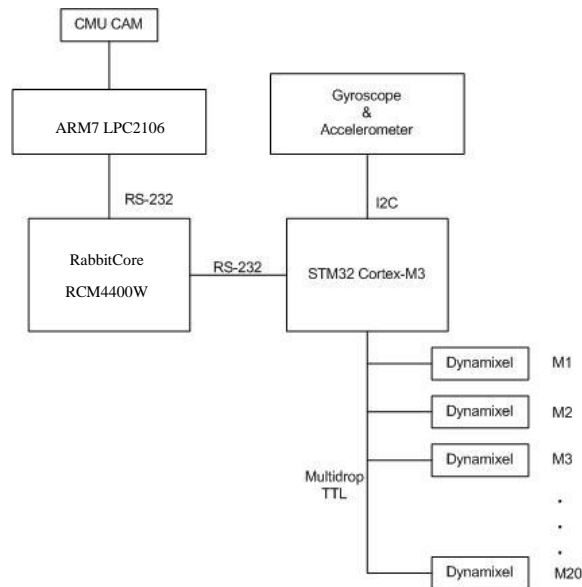 CMU CAM
ARM7 LPC2106
Gyroscope
&
Accelerometer
RS-232
I2C
RabbitCore
RCM4400W
RS-232
STM32 Cortex-M3
Dynamixel M1
Dynamixel M2
Dynamixel M3
Multidrop
TTL
.
.
.
Dynamixel M20